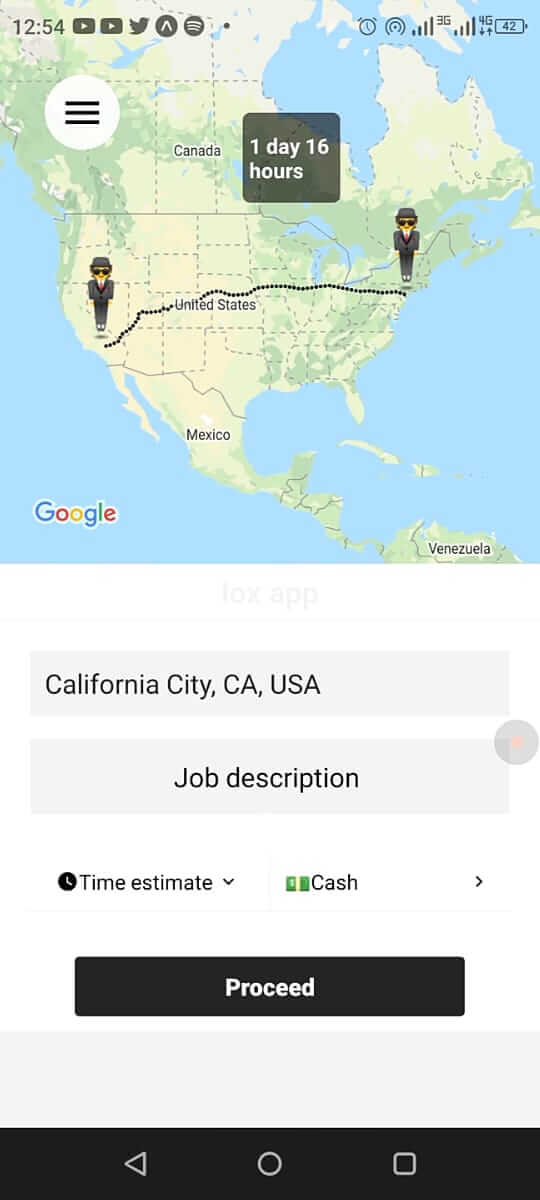 12:54
3G
4G
42
Canada
1 day 16
hours
United States
Mexico
Google
Venezuela
lox app
California City, CA, USA
Job description
Time estimate
Cash
Proceed